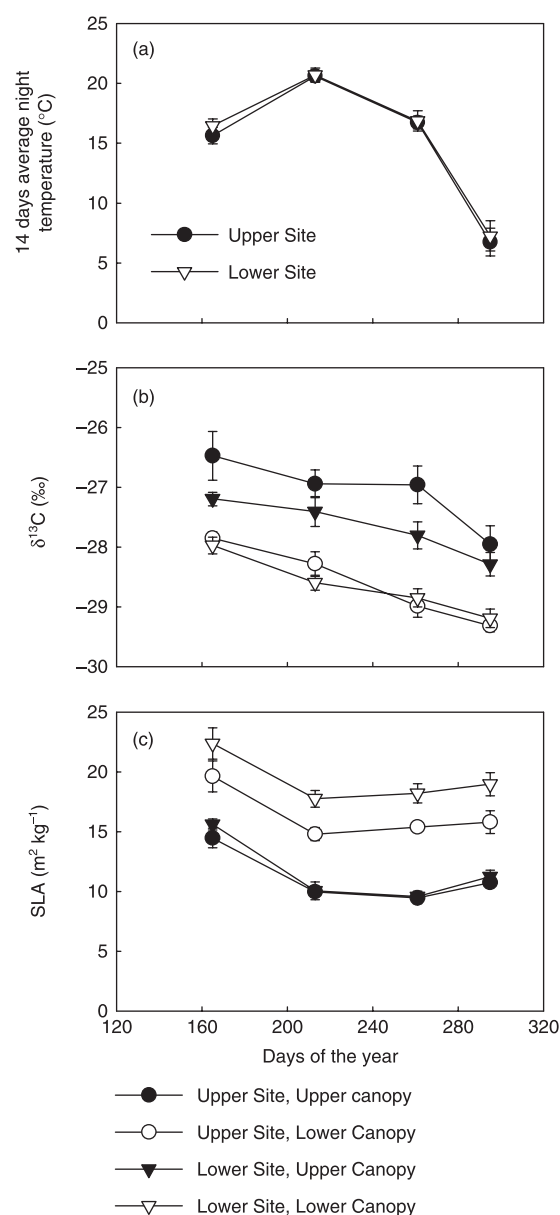 25
(a)
20
15
10
5
0
14 days average night
temperature (°C)
Upper Site
Lower Site
–25
(b)
–26
–27
–28
–29
–30
δ¹³C (‰)
25
(c)
20
15
10
5
0
SLA (m² kg⁻¹)
120 160 200 240 280 320
Days of the year
Upper Site, Upper canopy
Upper Site, Lower Canopy
Lower Site, Upper Canopy
Lower Site, Lower Canopy